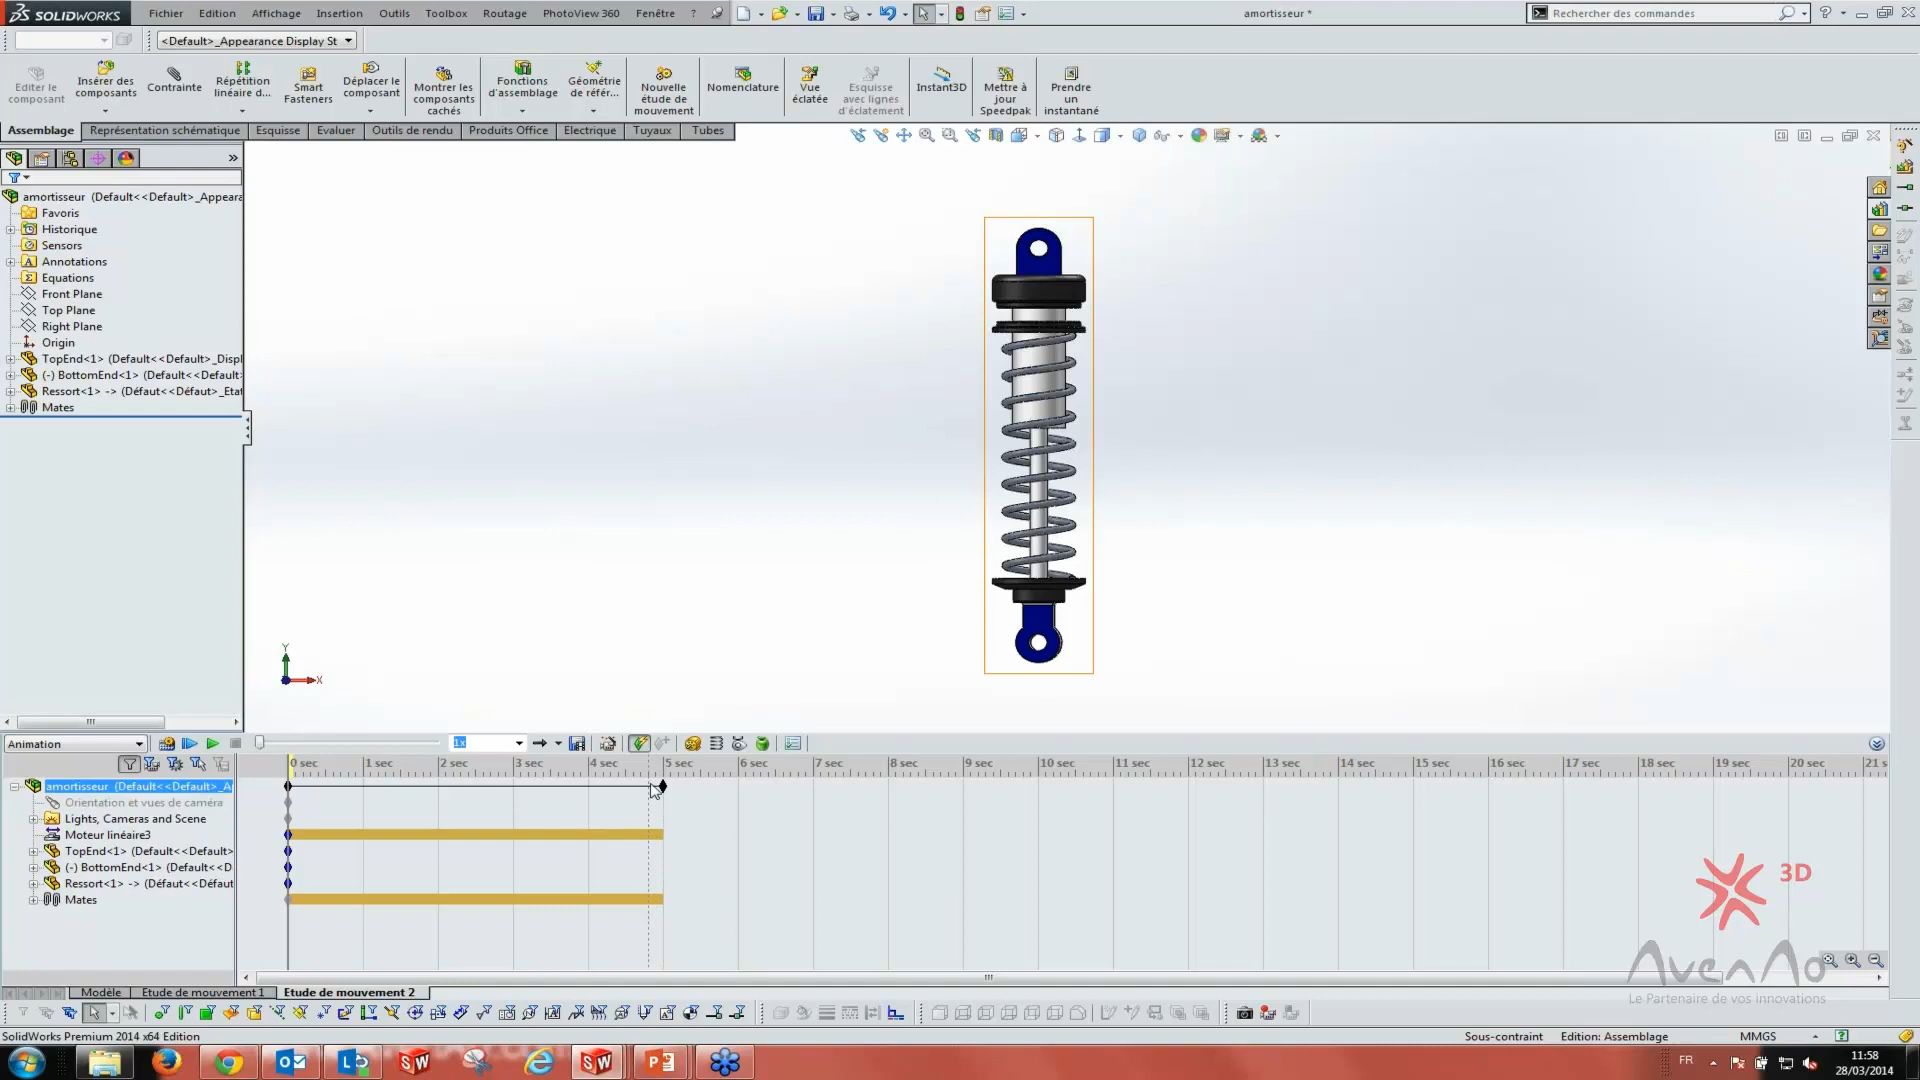 SOLIDWORKS Fichier Edition Affichage Insertion Outils Toolbox Routage PhotoView 360 Fenêtre ? amortisseur * Rechercher des commandes
<Default>_Appearance Display St
Editer le composant
Insérer des composants
Contrainte
Répétition linéaire d...
Smart Fasteners
Déplacer le composant
Montrer les composants cachés
Fonctions d'assemblage
Géométrie de référ...
Nouvelle étude de mouvement
Nomenclature
Vue éclatée
Esquisse avec lignes d'éclatement
Instant3D
Mettre à jour Speedpak
Prendre un instantané
Assemblage Représentation schématique Esquisse Evaluer Outils de rendu Produits Office Electrique Tuyaux Tubes
amortisseur (Default<<Default>_Appeara
Favoris
Historique
Sensors
Annotations
Equations
Front Plane
Top Plane
Right Plane
Origin
TopEnd<1> (Default<<Default>_Displ
(-) BottomEnd<1> (Default<<Default>
Ressort<1> -> (Défaut<<Défaut>_Etat
Mates
Y
X
Animation 1x
0 sec 1 sec 2 sec 3 sec 4 sec 5 sec 6 sec 7 sec 8 sec 9 sec 10 sec 11 sec 12 sec 13 sec 14 sec 15 sec 16 sec 17 sec 18 sec 19 sec 20 sec 21 s
amortisseur (Default<<Default>_A
Orientation et vues de caméra
Lights, Cameras and Scene
Moteur linéaire3
TopEnd<1> (Default<<Default>
(-) BottomEnd<1> (Default<<D
Ressort<1> -> (Défaut<<Défaut
Mates
3D
AvenAo
Le Partenaire de vos innovations
Modèle Etude de mouvement 1 Etude de mouvement 2
SolidWorks Premium 2014 x64 Edition Sous-contraint Edition: Assemblage MMGS
FR 11:58
28/03/2014